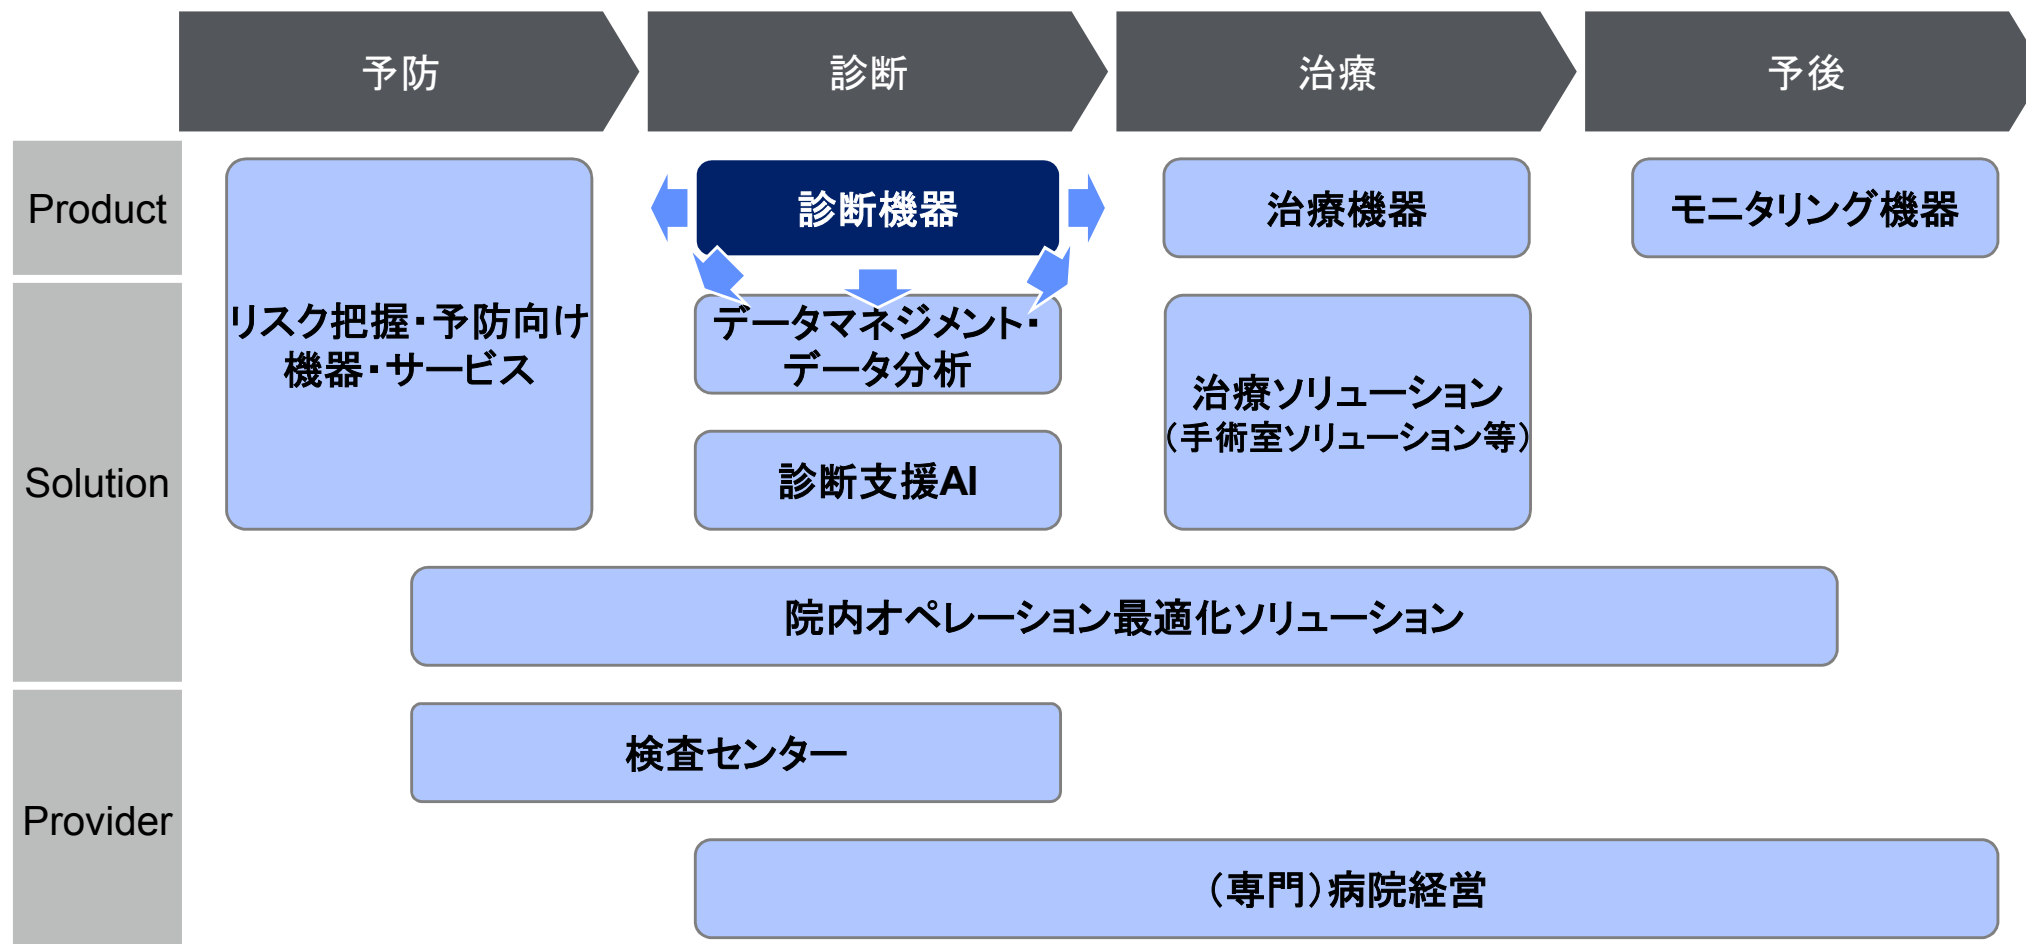 予防
診断
治療
予後
Product
診断機器
治療機器
モニタリング機器
リスク把握・予防向け
機器・サービス
Solution
データマネジメント・
データ分析
診断支援AI
治療ソリューション
（手術室ソリューション等）
院内オペレーション最適化ソリューション
Provider
検査センター
（専門）病院経営